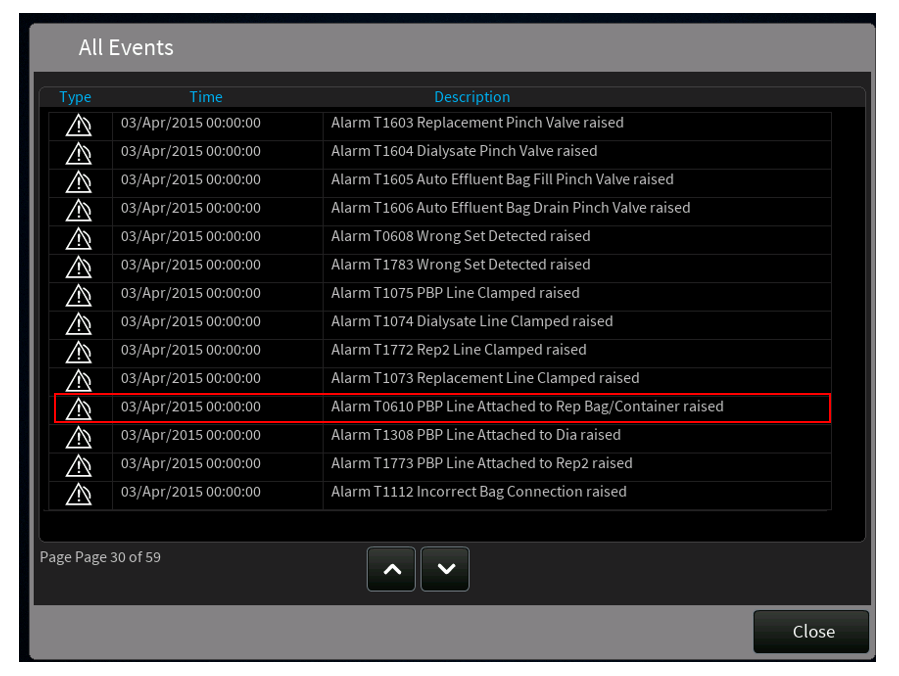 All Events
Type Time Description
03/Apr/2015 00:00:00 Alarm T1603 Replacement Pinch Valve raised
03/Apr/2015 00:00:00 Alarm T1604 Dialysate Pinch Valve raised
03/Apr/2015 00:00:00 Alarm T1605 Auto Effluent Bag Fill Pinch Valve raised
03/Apr/2015 00:00:00 Alarm T1606 Auto Effluent Bag Drain Pinch Valve raised
03/Apr/2015 00:00:00 Alarm T0608 Wrong Set Detected raised
03/Apr/2015 00:00:00 Alarm T1783 Wrong Set Detected raised
03/Apr/2015 00:00:00 Alarm T1075 PBP Line Clamped raised
03/Apr/2015 00:00:00 Alarm T1074 Dialysate Line Clamped raised
03/Apr/2015 00:00:00 Alarm T1772 Rep2 Line Clamped raised
03/Apr/2015 00:00:00 Alarm T1073 Replacement Line Clamped raised
03/Apr/2015 00:00:00 Alarm T0610 PBP Line Attached to Rep Bag/Container raised
03/Apr/2015 00:00:00 Alarm T1308 PBP Line Attached to Dia raised
03/Apr/2015 00:00:00 Alarm T1773 PBP Line Attached to Rep2 raised
03/Apr/2015 00:00:00 Alarm T1112 Incorrect Bag Connection raised
Page Page 30 of 59
Close